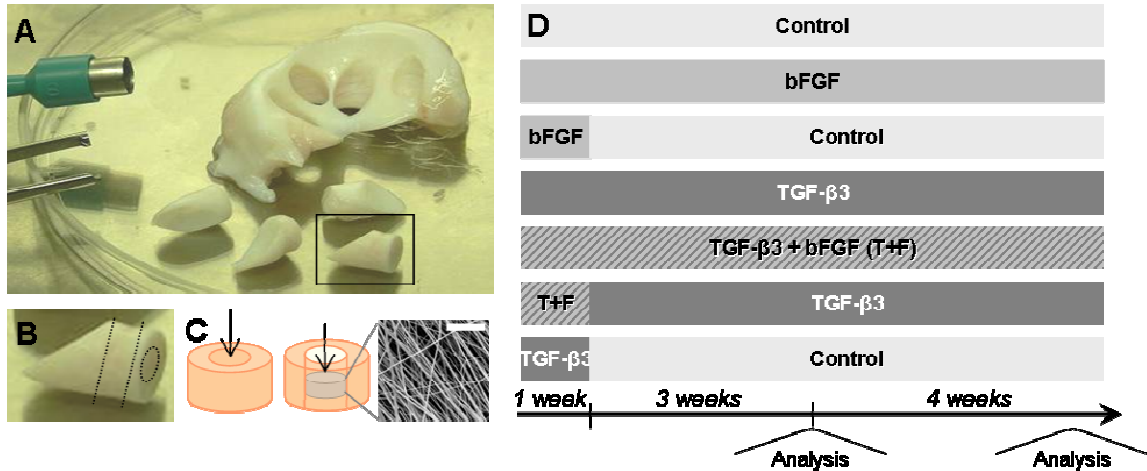 A
B
C
D
Control
bFGF
bFGF Control
TGF-β3
TGF-β3 + bFGF (T+F)
T+F TGF-β3
TGF-β3 Control
1 week 3 weeks 4 weeks
Analysis Analysis